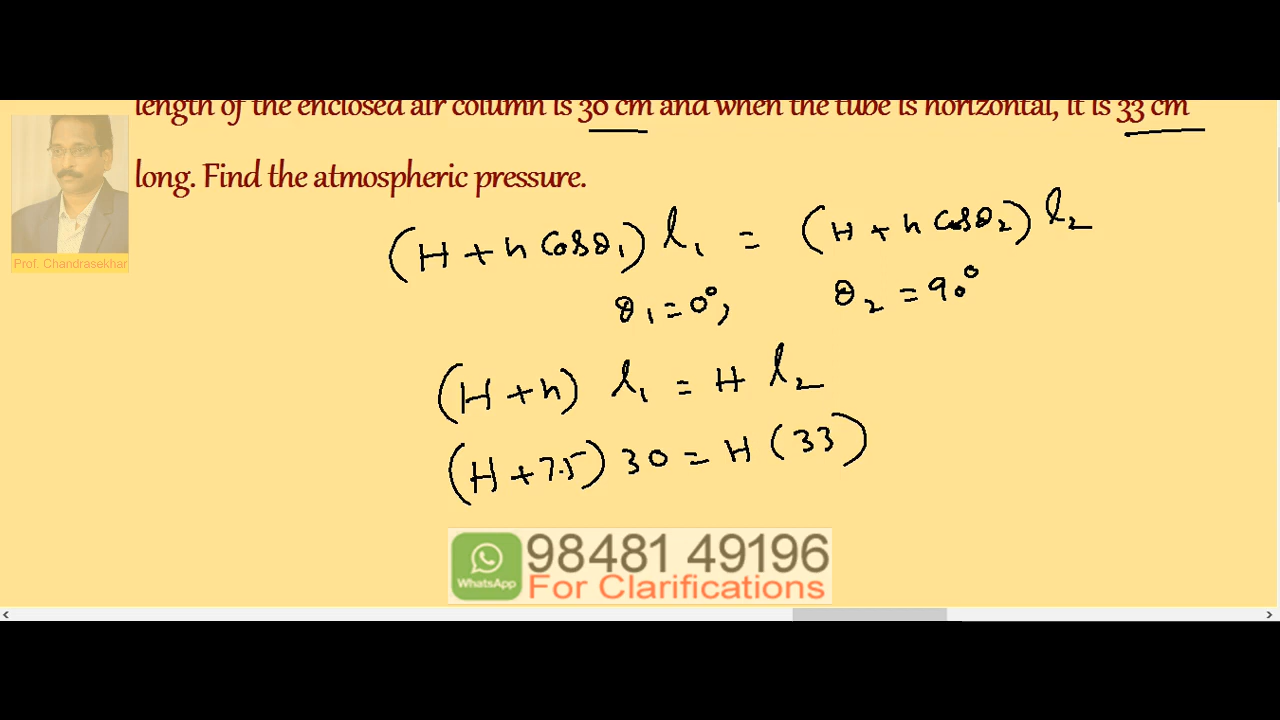 length of the enclosed air column is 30 cm and when the tube is horizontal, it is 33 cm
long. Find the atmospheric pressure.
(H + h Cosθ₁) l₁ = (H + h Cosθ₂) l₂
θ₁ = 0°, θ₂ = 90°
(H + h) l₁ = H l₂
(H + 7.5) 30 = H (33)
Prof. Chandrasekhar
WhatsApp
98481 49196
For Clarifications